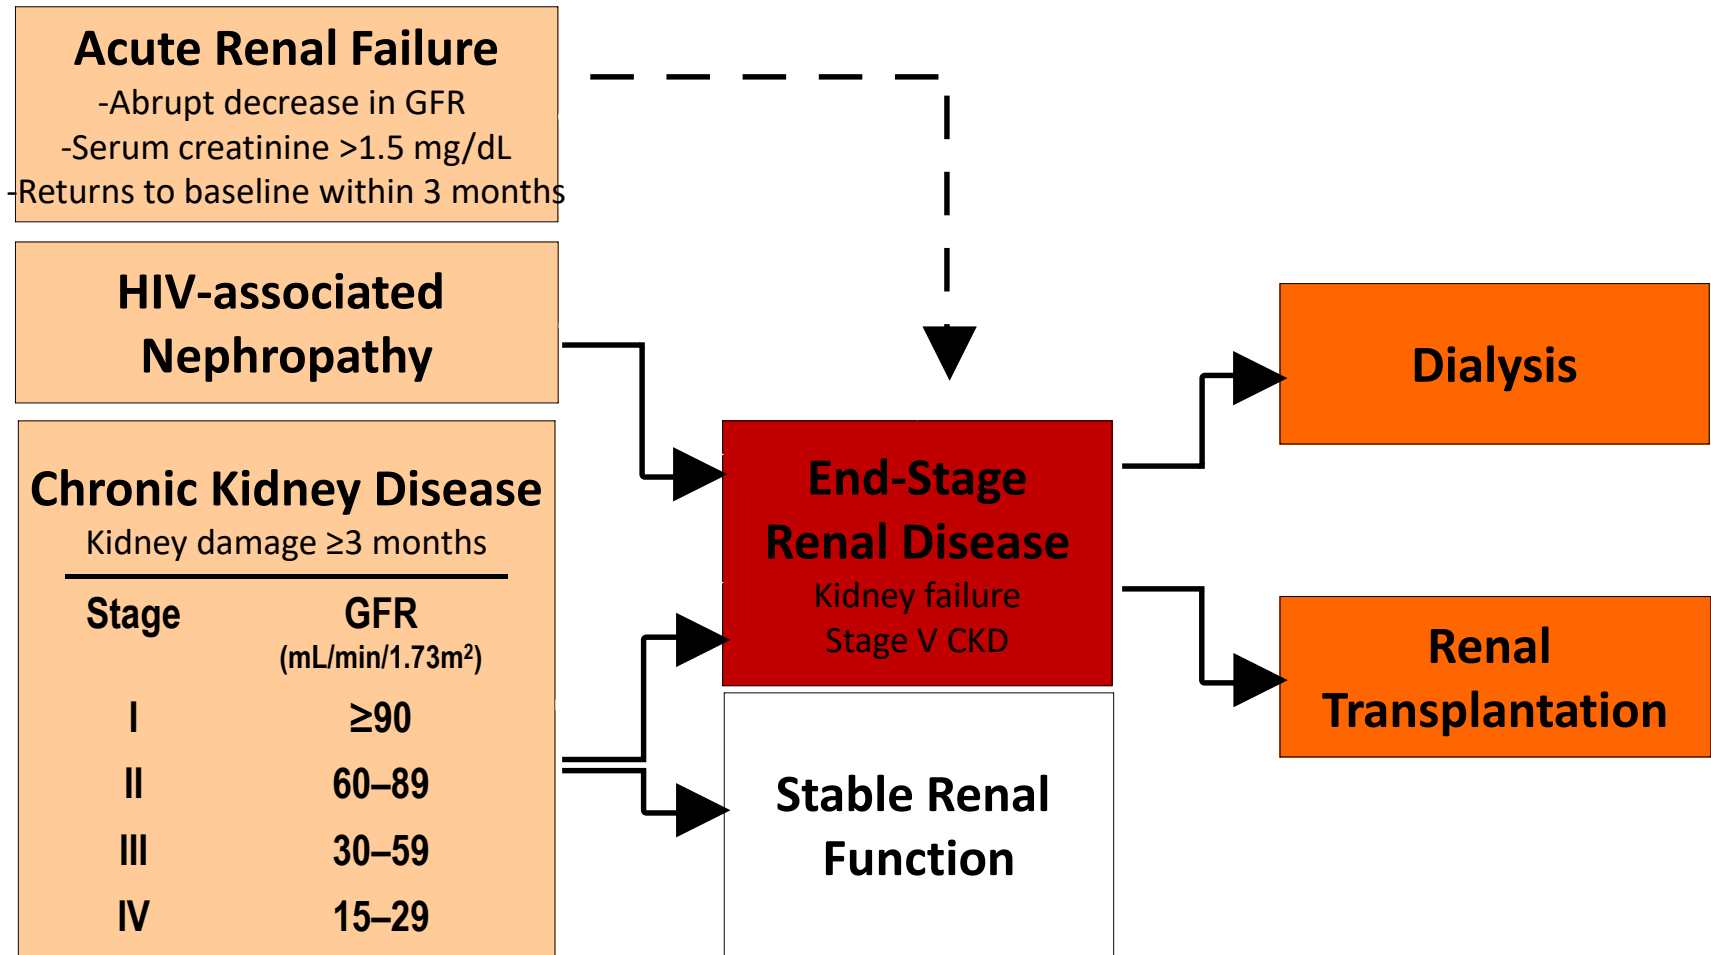 Acute Renal Failure
-Abrupt decrease in GFR
-Serum creatinine >1.5 mg/dL
-Returns to baseline within 3 months
HIV-associated
Nephropathy
Chronic Kidney Disease
Kidney damage ≥3 months
Stage GFR
(mL/min/1.73m²)
I ≥90
II 60–89
III 30–59
IV 15–29
End-Stage
Renal Disease
Kidney failure
Stage V CKD
Stable Renal
Function
Dialysis
Renal
Transplantation